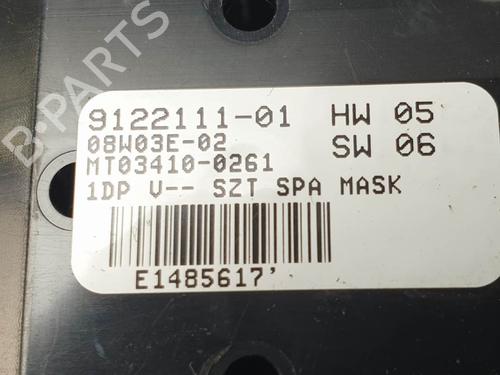 9122111-01 HW 05
08W03E-02 SW 06
MT03410-0261
1DP V-- SZT SPA MASK
E1485617'
B-PARTS